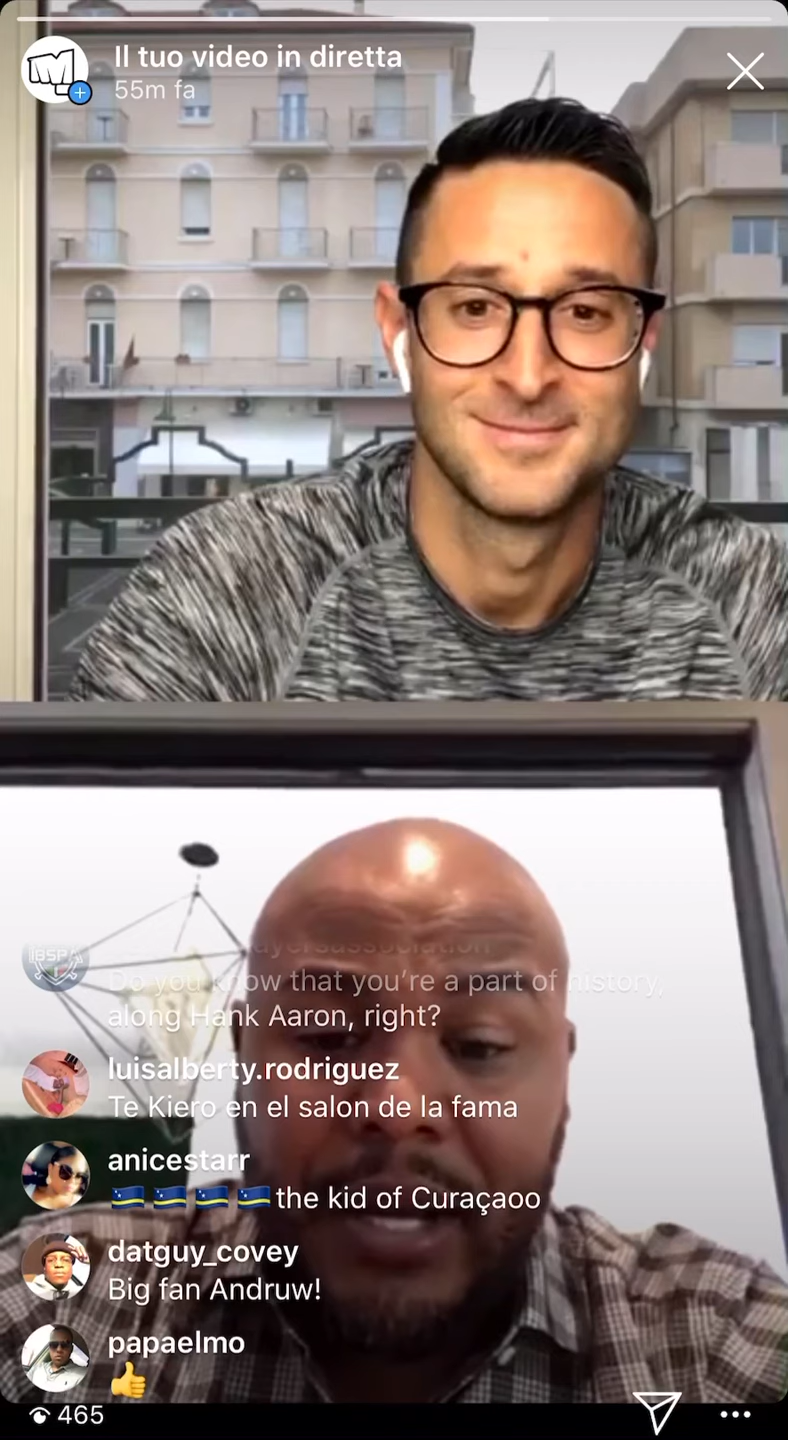 Il tuo video in diretta
55m fa
IBSPA
Do you know that you’re a part of history,
along Hank Aaron, right?
luisalberty.rodriguez
Te Kiero en el salon de la fama
anicestarr
🇨🇼🇨🇼🇨🇼🇨🇼the kid of Curaçaoo
datguy_covey
Big fan Andruw!
papaelmo
👍
465